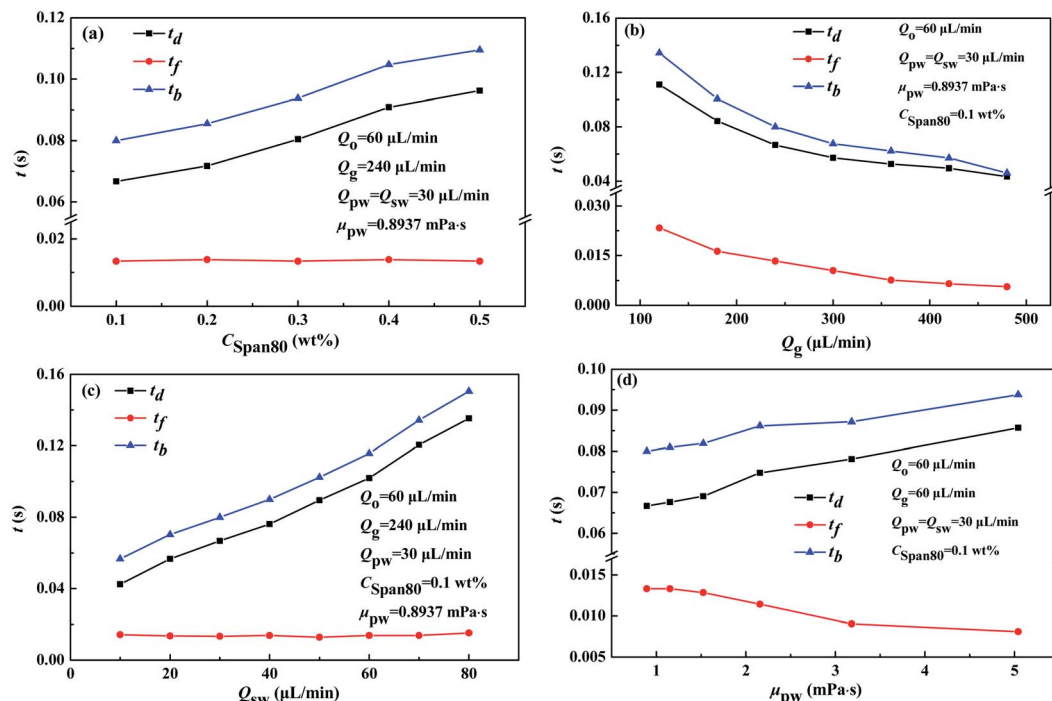 (a)
t_d
t_f
t_b
Q_o=60 μL/min
Q_g=240 μL/min
Q_pw=Q_sw=30 μL/min
μ_pw=0.8937 mPa·s
t (s)
0.12
0.10
0.08
0.06
0.02
0.00
0.1 0.2 0.3 0.4 0.5
C_Span80 (wt%)
(b)
t_d
t_f
t_b
Q_o=60 μL/min
Q_pw=Q_sw=30 μL/min
μ_pw=0.8937 mPa·s
C_Span80=0.1 wt%
t (s)
0.16
0.12
0.08
0.04
0.030
0.015
0.000
100 200 300 400 500
Q_g (μL/min)
(c)
t_d
t_f
t_b
Q_o=60 μL/min
Q_g=240 μL/min
Q_pw=30 μL/min
C_Span80=0.1 wt%
μ_pw=0.8937 mPa·s
t (s)
0.16
0.12
0.08
0.04
0.00
20 40 60 80
Q_sw (μL/min)
(d)
t_d
t_f
t_b
Q_o=60 μL/min
Q_g=60 μL/min
Q_pw=Q_sw=30 μL/min
C_Span80=0.1 wt%
t (s)
0.10
0.09
0.08
0.07
0.06
0.015
0.010
0.005
1 2 3 4 5
μ_pw (mPa·s)